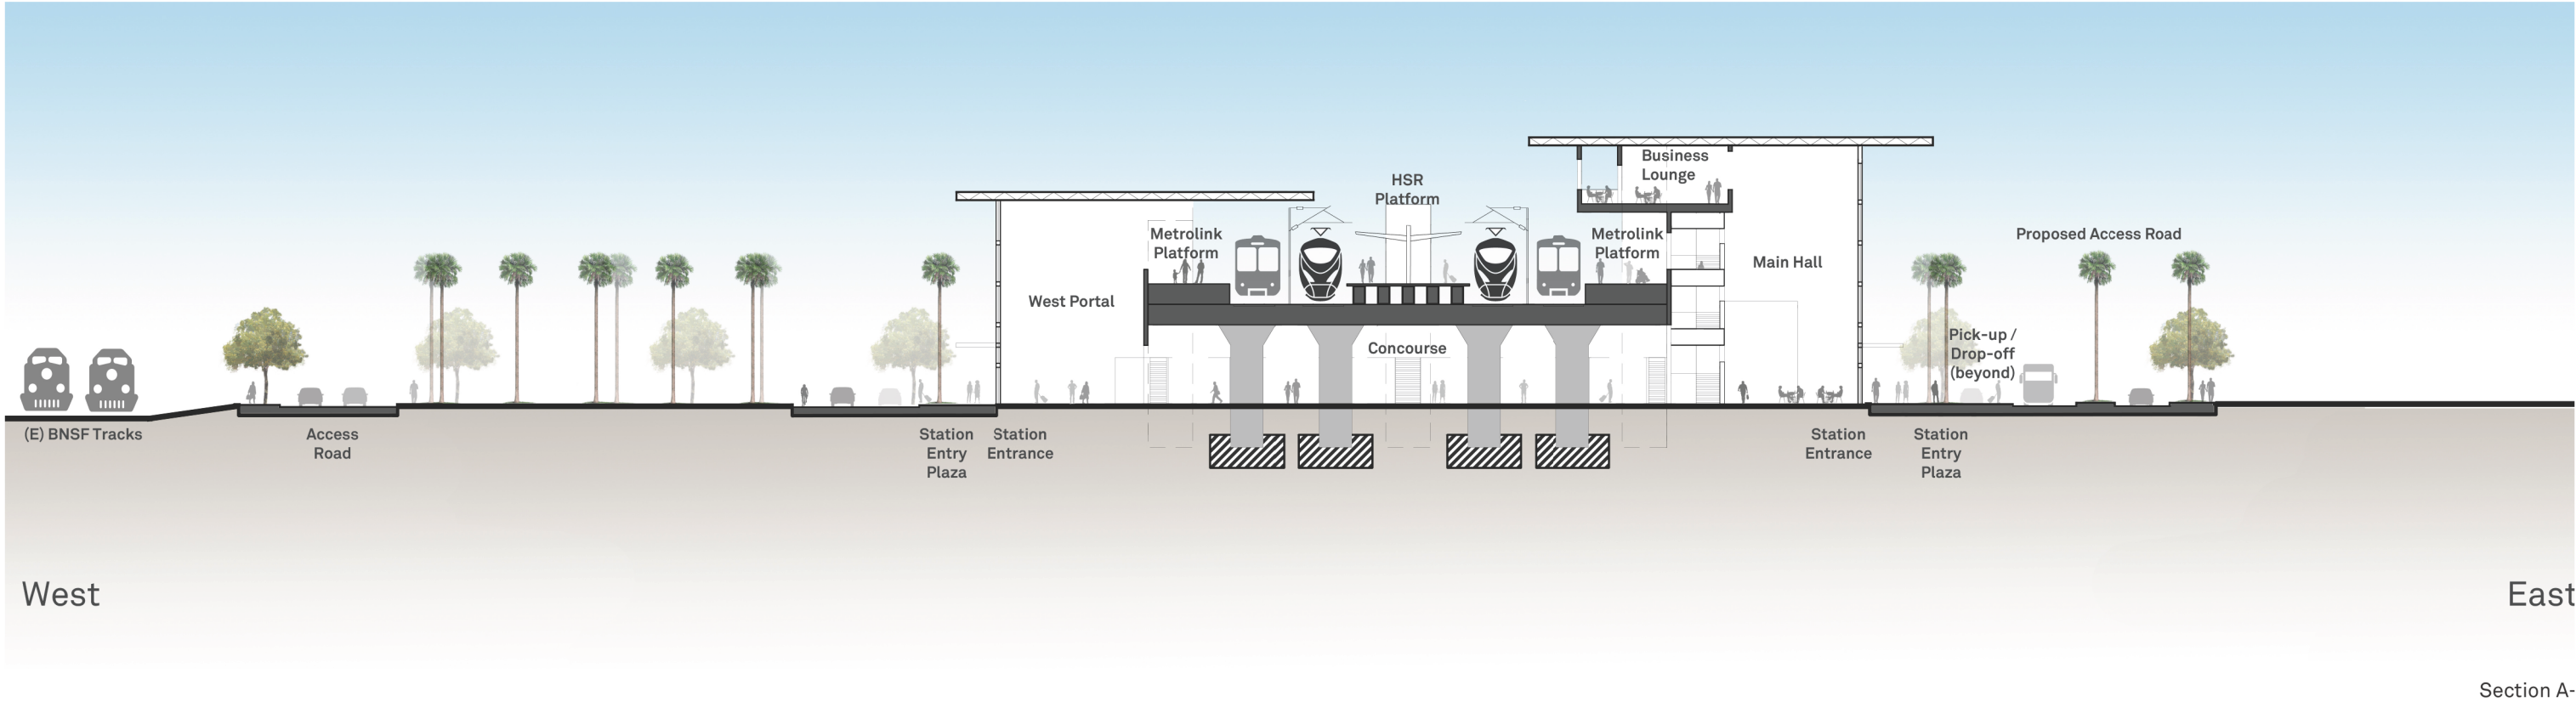 Business
Lounge
HSR
Platform
Metrolink
Platform
Metrolink
Platform
Proposed Access Road
Main Hall
West Portal
Pick-up /
Drop-off
(beyond)
Concourse
(E) BNSF Tracks
Access
Road
Station
Entry
Plaza
Station
Entrance
Station
Entrance
Station
Entry
Plaza
West
East
Section A-